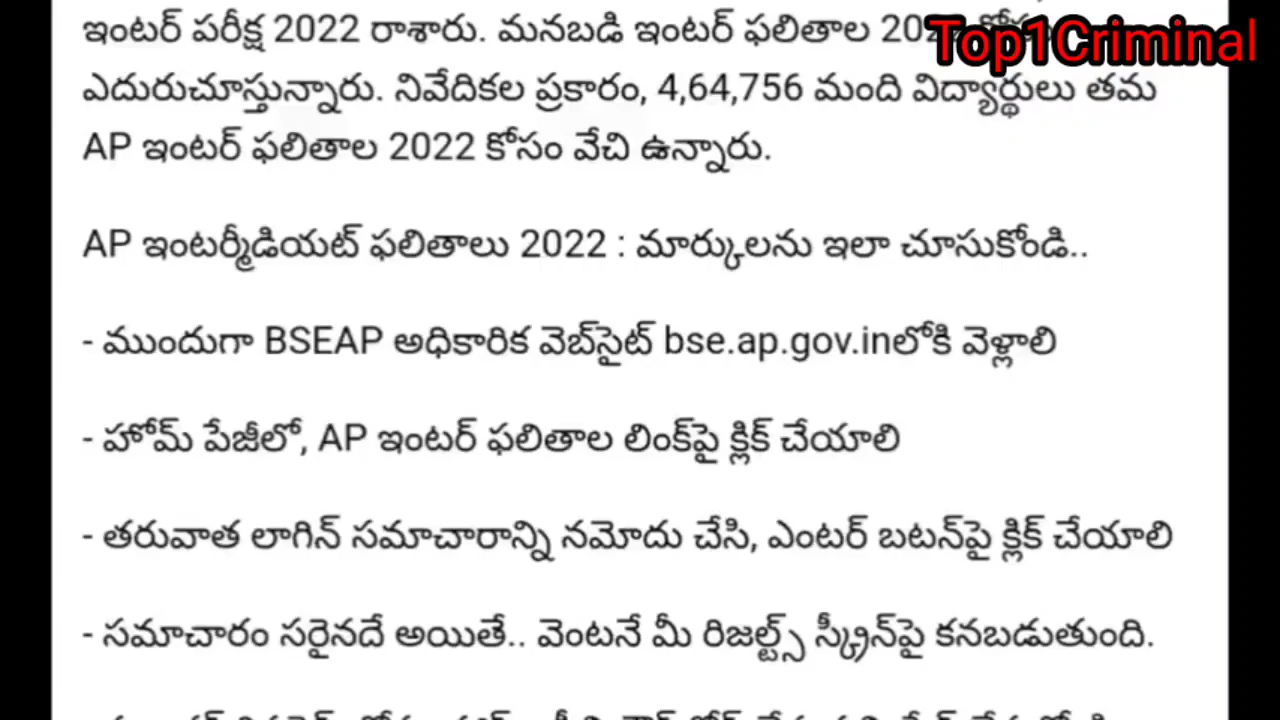 ఇంటర్ పరీక్ష 2022 రాశారు. మనబడి ఇంటర్ ఫలితాల
Top1Criminal
ఎదురుచూస్తున్నారు. నివేదికల ప్రకారం, 4,64,756 మంది విద్యార్థులు తమ
AP ఇంటర్ ఫలితాల 2022 కోసం వేచి ఉన్నారు.
AP ఇంటర్మీడియట్ ఫలితాలు 2022 : మార్కులను ఇలా చూసుకోండి..
- ముందుగా BSEAP అధికారిక వెబ్‌సైట్ bse.ap.gov.inలోకి వెళ్లాలి
- హోమ్ పేజీలో, AP ఇంటర్ ఫలితాల లింక్‌పై క్లిక్ చేయాలి
- తరువాత లాగిన్ సమాచారాన్ని నమోదు చేసి, ఎంటర్ బటన్‌పై క్లిక్ చేయాలి
- సమాచారం సరైనదే అయితే.. వెంటనే మీ రిజల్ట్స్ స్క్రీన్‌పై కనబడుతుంది.